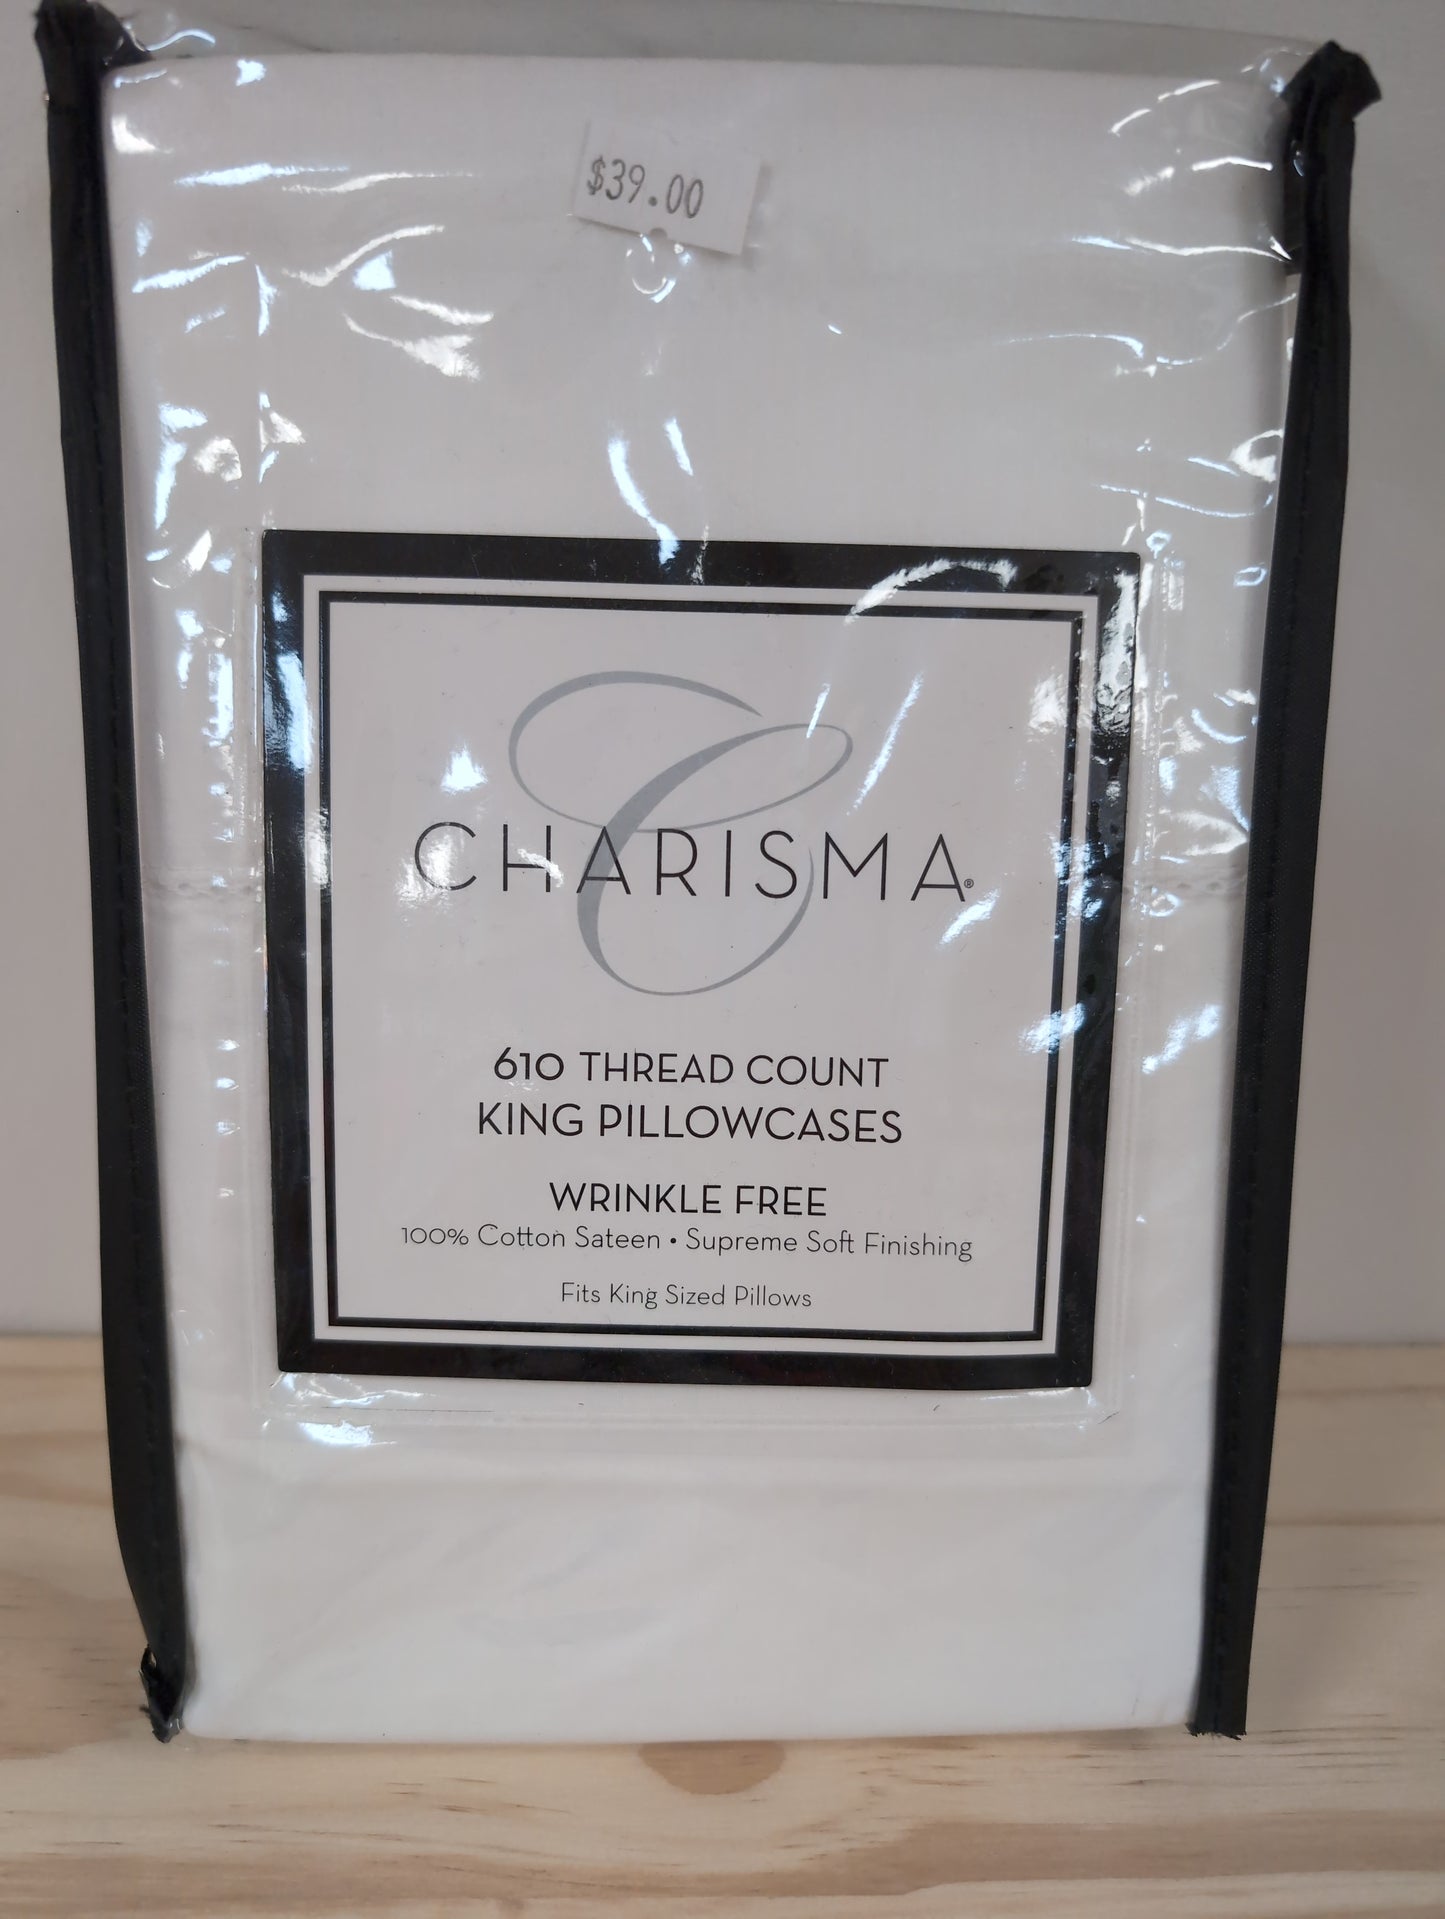 $39.00
CHARISMA®
610 THREAD COUNT
KING PILLOWCASES
WRINKLE FREE
100% Cotton Sateen • Supreme Soft Finishing
Fits King Sized Pillows